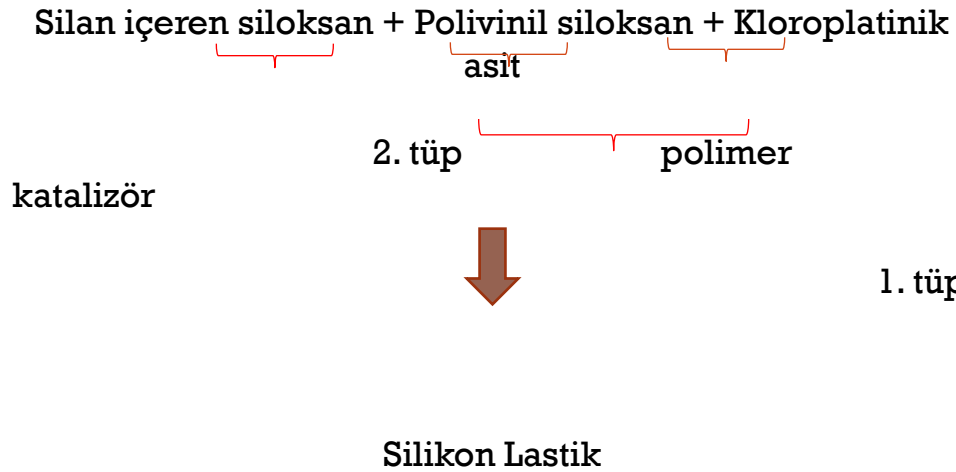 Silan içeren siloksan + Polivinil siloksan + Kloroplatinik
asit
2. tüp polimer
katalizör
1. tüp
Silikon Lastik